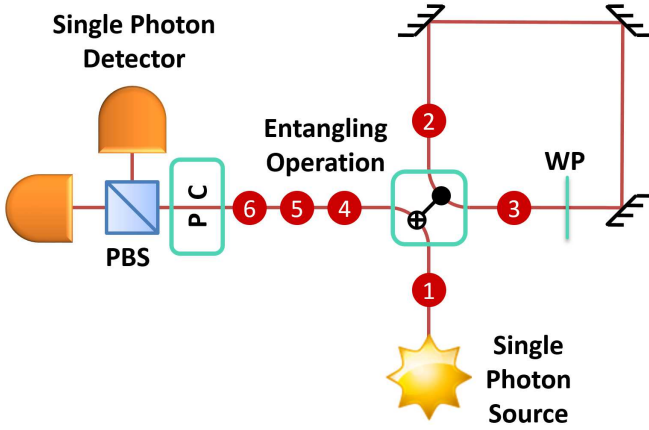 Single Photon
Detector
Entangling
Operation
2
WP
P C
6
5
4
3
PBS
1
Single
Photon
Source